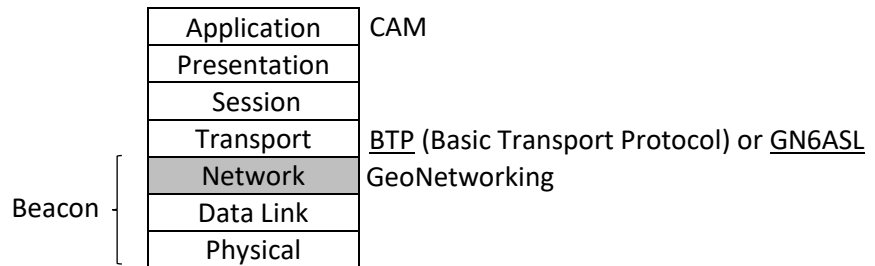 Application CAM
Presentation
Session
Transport BTP (Basic Transport Protocol) or GN6ASL
Network GeoNetworking
Beacon Data Link
Physical